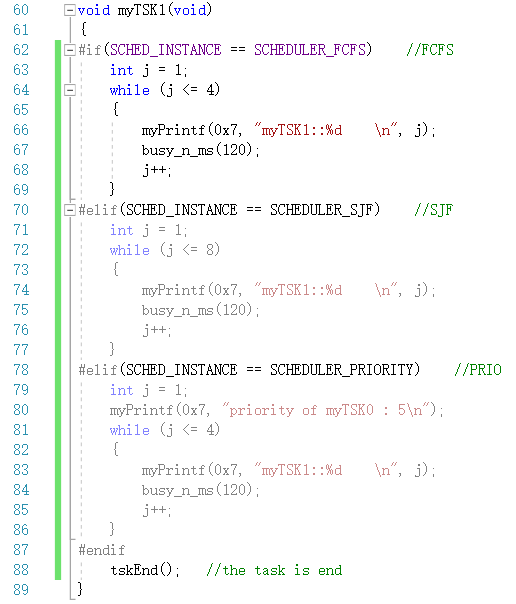 60 void myTSK1(void)
61 {
62 #if(SCHED_INSTANCE == SCHEDULER_FCFS)    //FCFS
63     int j = 1;
64     while (j <= 4)
65     {
66         myPrintf(0x7, "myTSK1::%d    \n", j);
67         busy_n_ms(120);
68         j++;
69     }
70 #elif(SCHED_INSTANCE == SCHEDULER_SJF)    //SJF
71     int j = 1;
72     while (j <= 8)
73     {
74         myPrintf(0x7, "myTSK1::%d    \n", j);
75         busy_n_ms(120);
76         j++;
77     }
78 #elif(SCHED_INSTANCE == SCHEDULER_PRIORITY)    //PRIO
79     int j = 1;
80     myPrintf(0x7, "priority of myTSK0 : 5\n");
81     while (j <= 4)
82     {
83         myPrintf(0x7, "myTSK1::%d    \n", j);
84         busy_n_ms(120);
85         j++;
86     }
87 #endif
88     tskEnd();   //the task is end
89 }